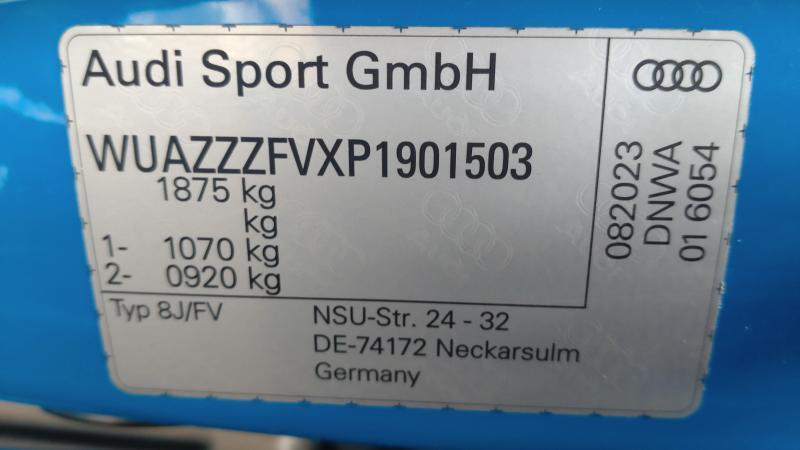 Audi Sport GmbH
WUAZZZFVXP1901503
1875 kg
kg
1- 1070 kg
2- 0920 kg
Typ 8J/FV
NSU-Str. 24 - 32
DE-74172 Neckarsulm
Germany
082023
DNWA
01 6054